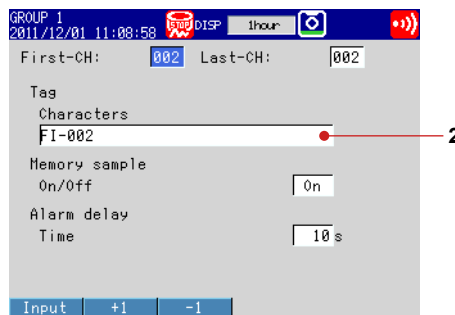 GROUP 1
2011/12/01 11:08:58 STOP DISP 1hour
First-CH: 002 Last-CH: 002
Tag
Characters
FI-002
2
Memory sample
On/Off On
Alarm delay
Time 10 s
Input +1 -1